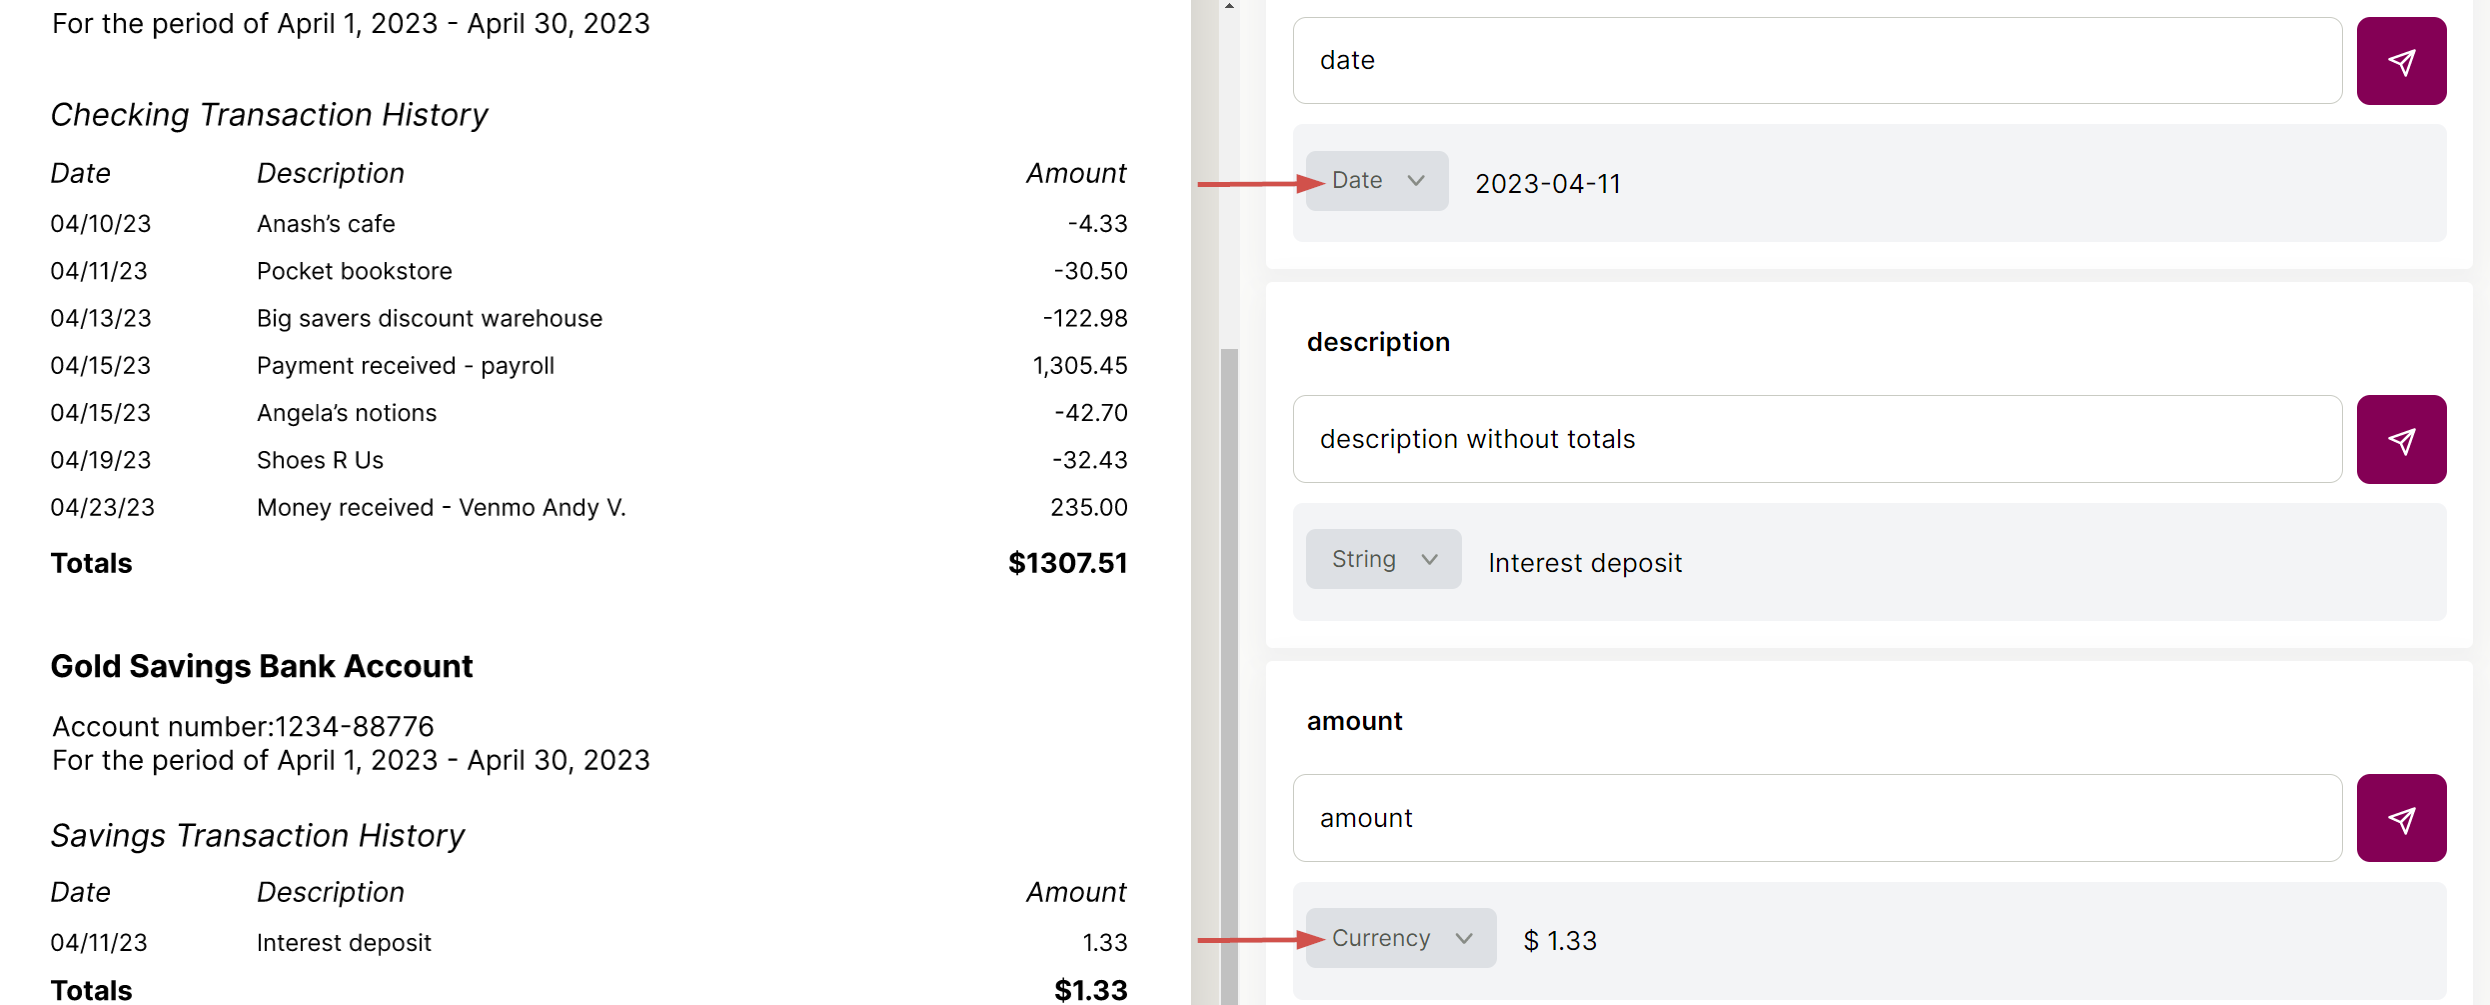 For the period of April 1, 2023 - April 30, 2023
Checking Transaction History
Date Description Amount
04/10/23 Anash’s cafe -4.33
04/11/23 Pocket bookstore -30.50
04/13/23 Big savers discount warehouse -122.98
04/15/23 Payment received - payroll 1,305.45
04/15/23 Angela’s notions -42.70
04/19/23 Shoes R Us -32.43
04/23/23 Money received - Venmo Andy V. 235.00
Totals $1307.51
Gold Savings Bank Account
Account number:1234-88776
For the period of April 1, 2023 - April 30, 2023
Savings Transaction History
Date Description Amount
04/11/23 Interest deposit 1.33
Totals $1.33
date
Date 2023-04-11
description
description without totals
String Interest deposit
amount
amount
Currency $ 1.33